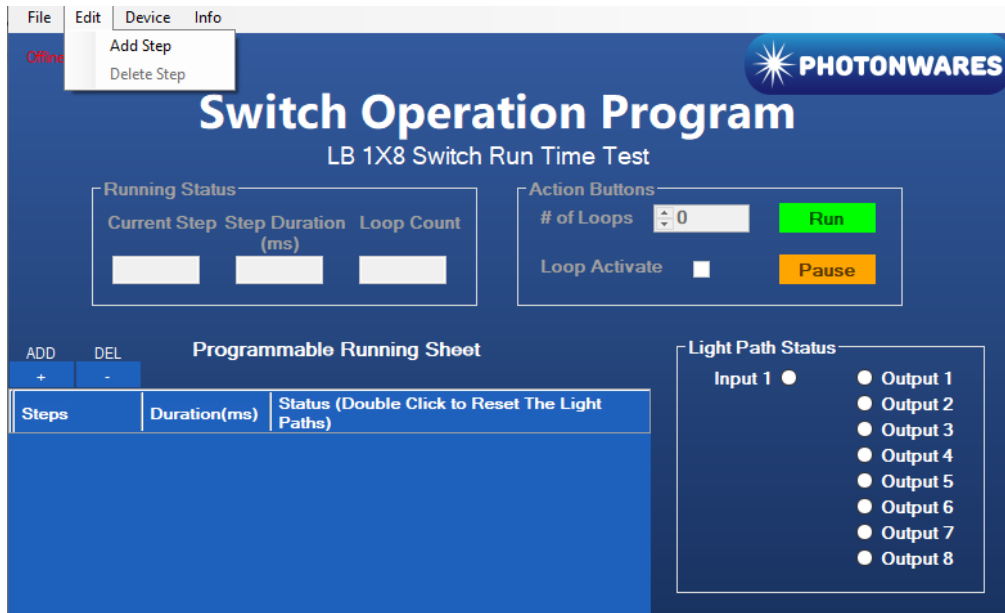 File Edit Device Info
Add Step
Delete Step
PHOTONWARES
Switch Operation Program
LB 1X8 Switch Run Time Test
Running Status
Current Step Step Duration Loop Count
(ms)
Action Buttons
# of Loops 0 Run
Loop Activate Pause
ADD DEL Programmable Running Sheet
+ -
Steps Duration(ms) Status (Double Click to Reset The Light
Paths)
Light Path Status
Input 1 Output 1
Output 2
Output 3
Output 4
Output 5
Output 6
Output 7
Output 8